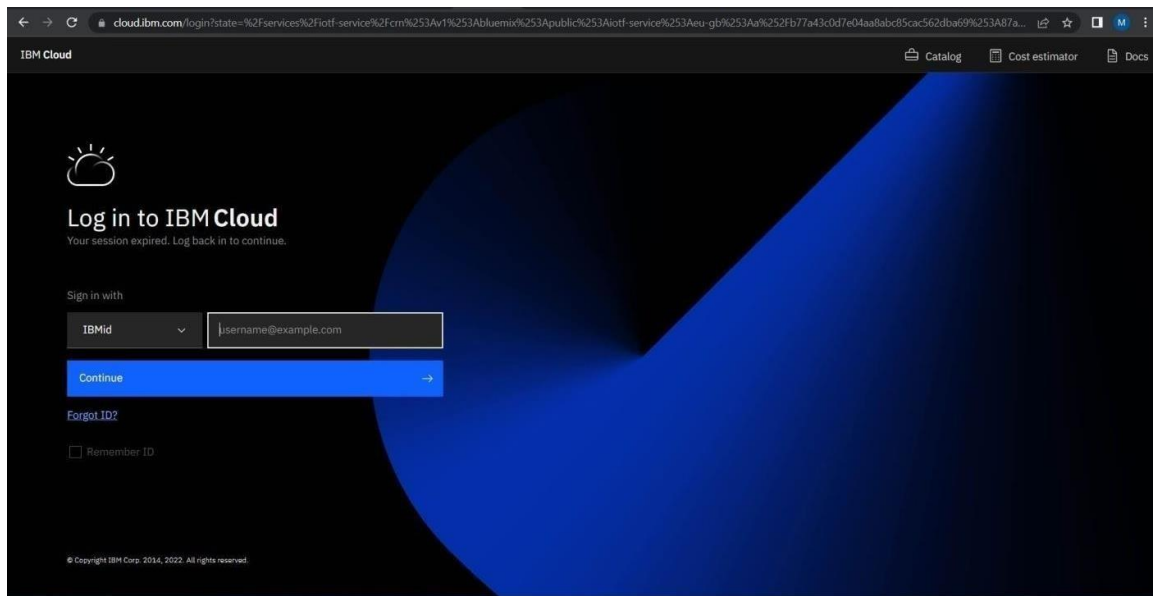 cloud.ibm.com/login?state=%2Fservices%2Fiotf-service%2Fcrn%253Av1%253Abluemix%253Apublic%253Aiotf-service%253Aeu-gb%253Aa%252Fb77a43c0d7e04aa8abc85cac562dba69%253A87a... M
IBM Cloud Catalog Cost estimator Docs
Log in to IBM Cloud
Your session expired. Log back in to continue.
Sign in with
IBMid username@example.com
Continue
Forgot ID?
Remember ID
© Copyright IBM Corp. 2014, 2022. All rights reserved.